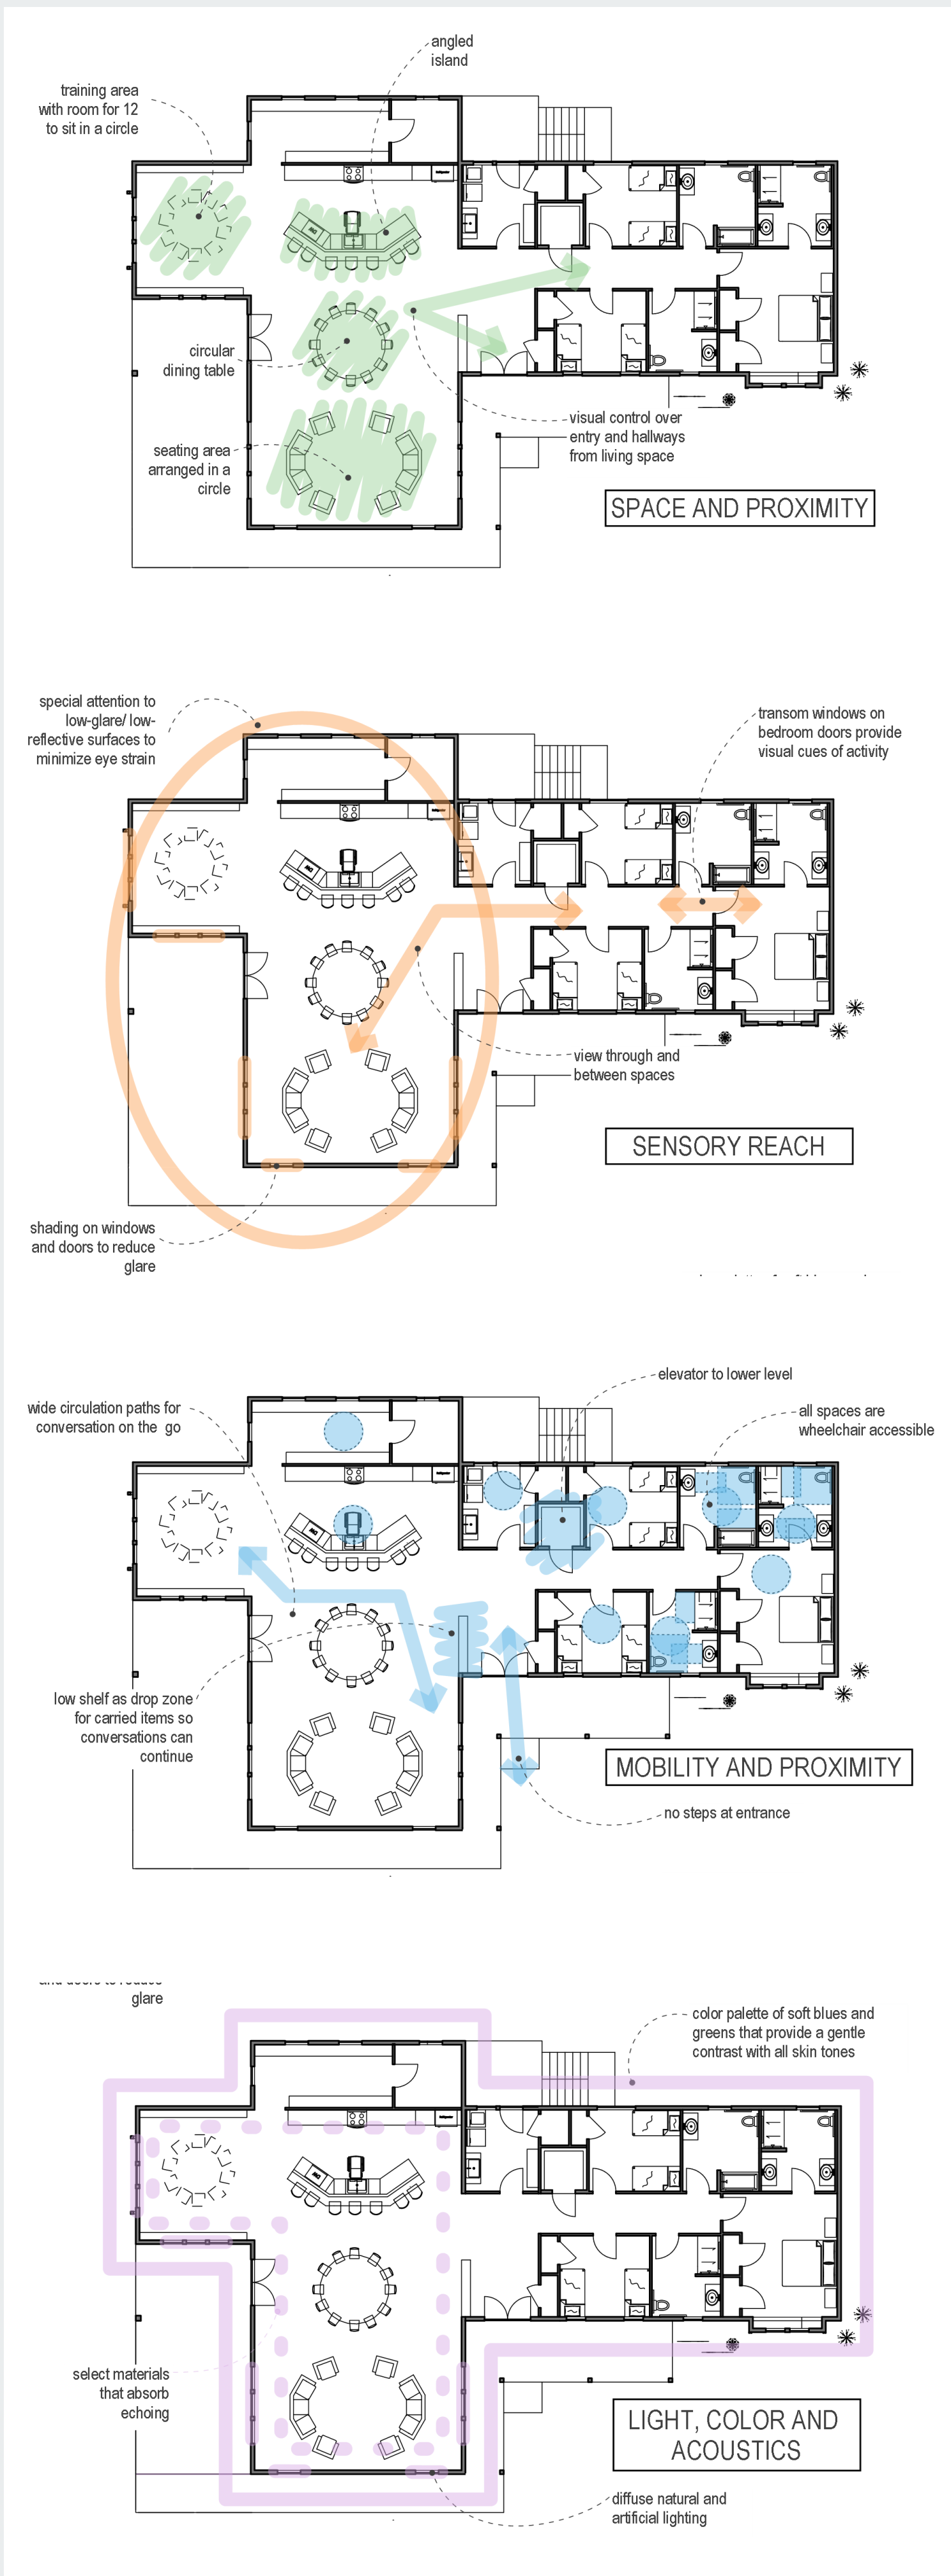 angled
island
training area
with room for 12
to sit in a circle
circular
dining table
seating area
arranged in a
circle
visual control over
entry and hallways
from living space
SPACE AND PROXIMITY
special attention to
low-glare/ low-
reflective surfaces to
minimize eye strain
transom windows on
bedroom doors provide
visual cues of activity
view through and
between spaces
SENSORY REACH
shading on windows
and doors to reduce
glare
elevator to lower level
wide circulation paths for
conversation on the go
all spaces are
wheelchair accessible
low shelf as drop zone
for carried items so
conversations can
continue
MOBILITY AND PROXIMITY
no steps at entrance
glare
color palette of soft blues and
greens that provide a gentle
contrast with all skin tones
select materials
that absorb
echoing
LIGHT, COLOR AND
ACOUSTICS
diffuse natural and
artificial lighting